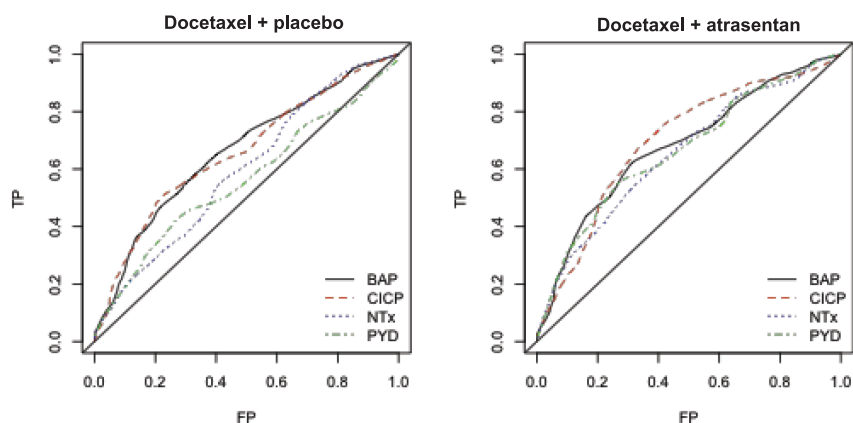 Docetaxel + placebo
TP
1.0
0.8
0.6
0.4
0.2
0.0
BAP
CICP
NTx
PYD
0.0 0.2 0.4 0.6 0.8 1.0
FP
Docetaxel + atrasentan
TP
1.0
0.8
0.6
0.4
0.2
0.0
BAP
CICP
NTx
PYD
0.0 0.2 0.4 0.6 0.8 1.0
FP